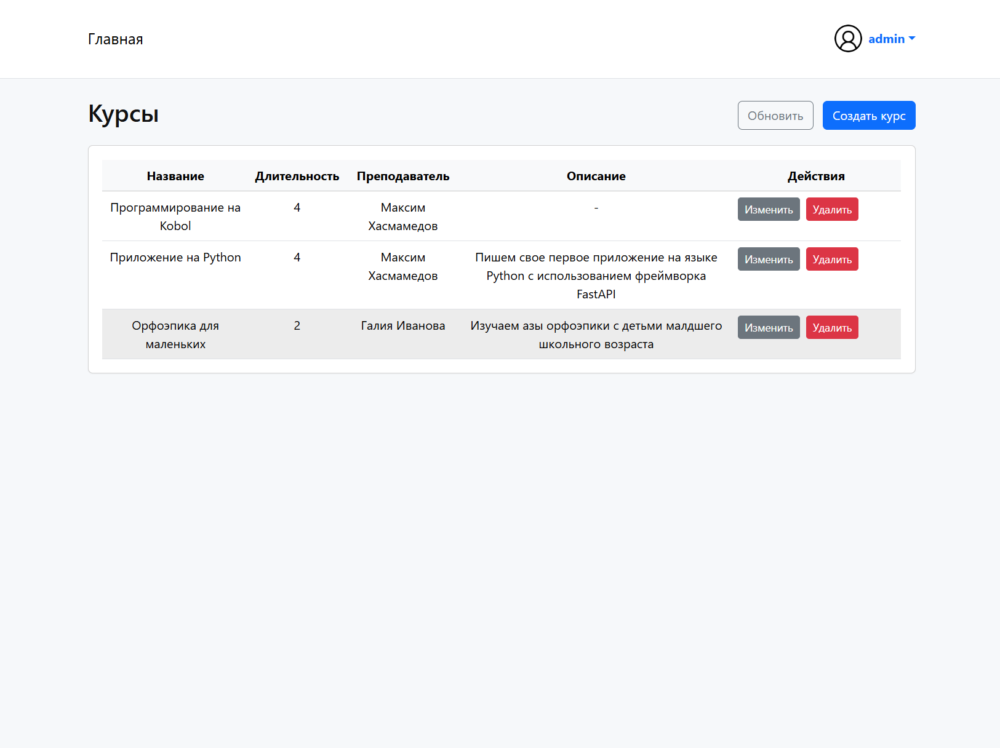 Главная
admin
Курсы
Обновить
Создать курс
Название Длительность Преподаватель Описание Действия
Программирование на 4 Максим - Изменить Удалить
Kobol Хасмамедов
Приложение на Python 4 Максим Пишем свое первое приложение на языке Изменить Удалить
Хасмамедов Python с использованием фреймворка
FastAPI
Орфоэпика для 2 Галия Иванова Изучаем азы орфоэпики с детьми малдшего Изменить Удалить
маленьких школьного возраста